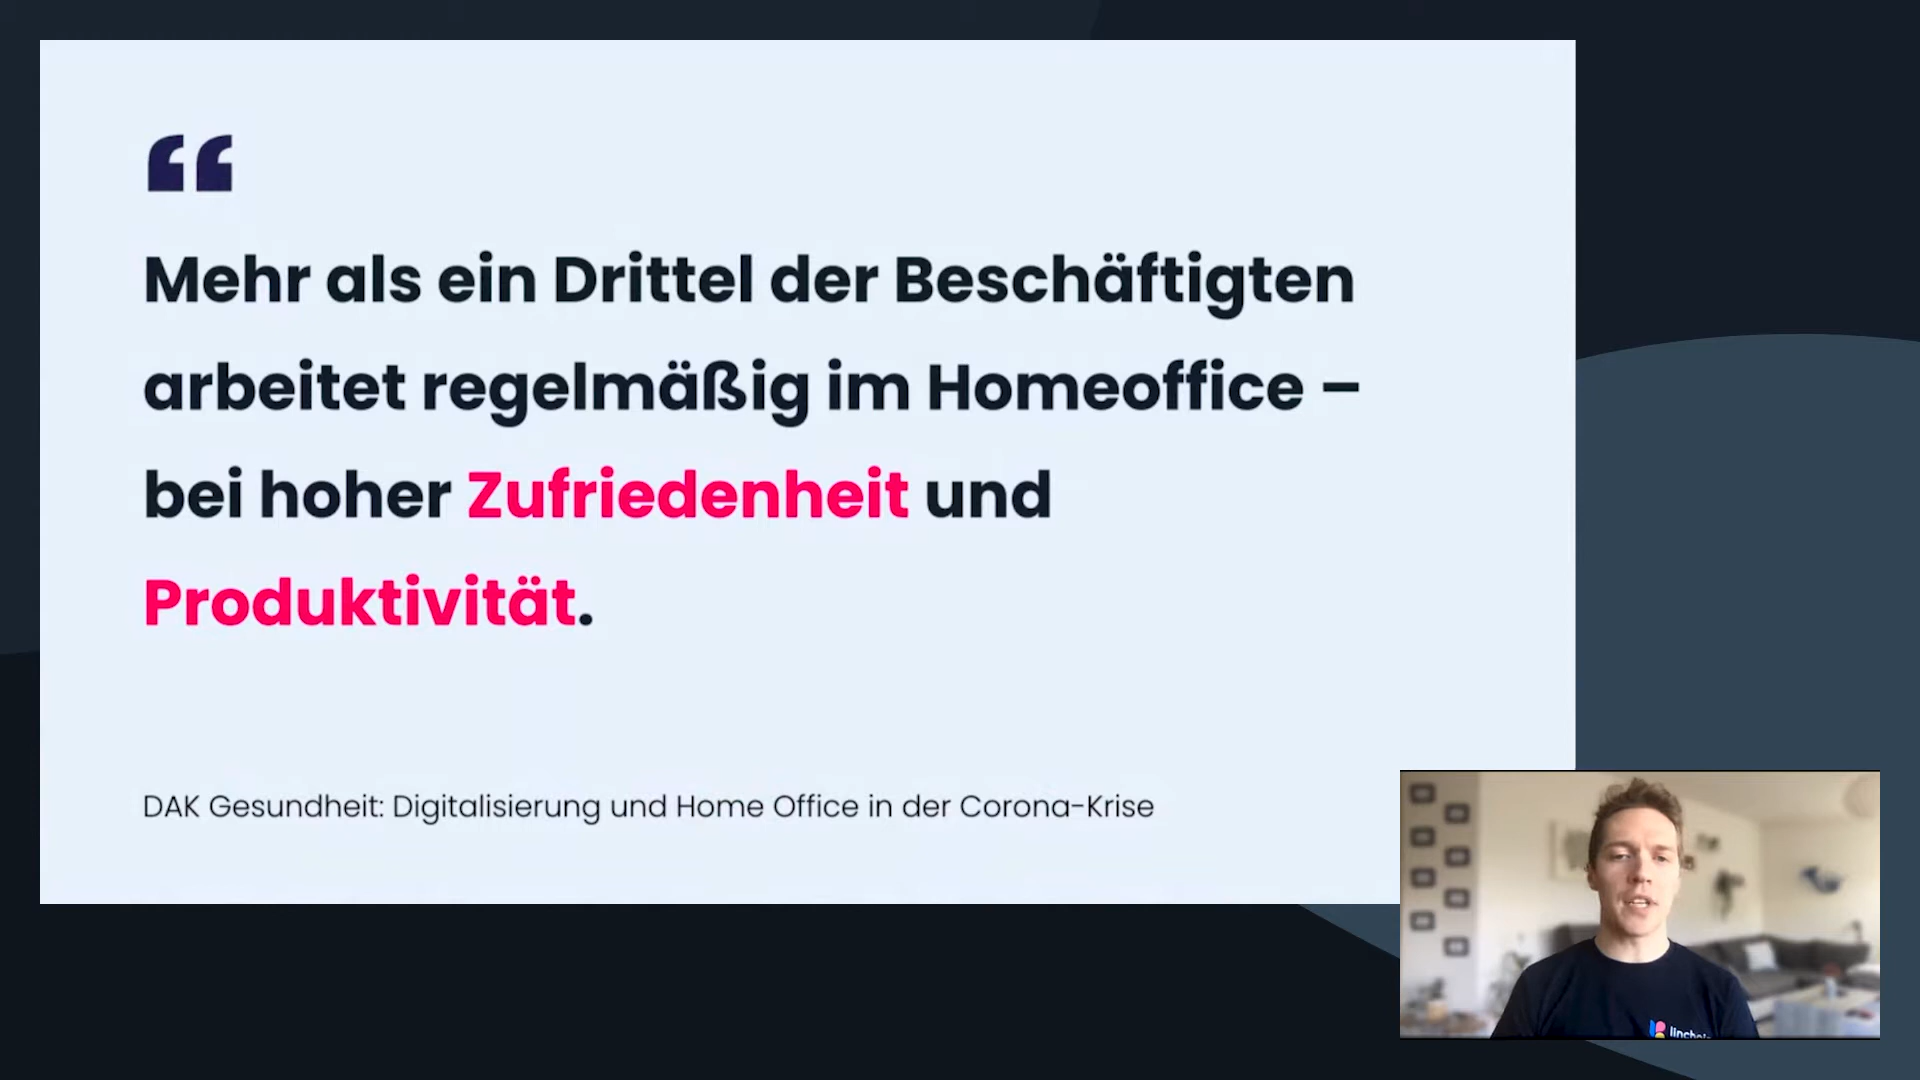 “
Mehr als ein Drittel der Beschäftigten
arbeitet regelmäßig im Homeoffice –
bei hoher Zufriedenheit und
Produktivität.
DAK Gesundheit: Digitalisierung und Home Office in der Corona-Krise